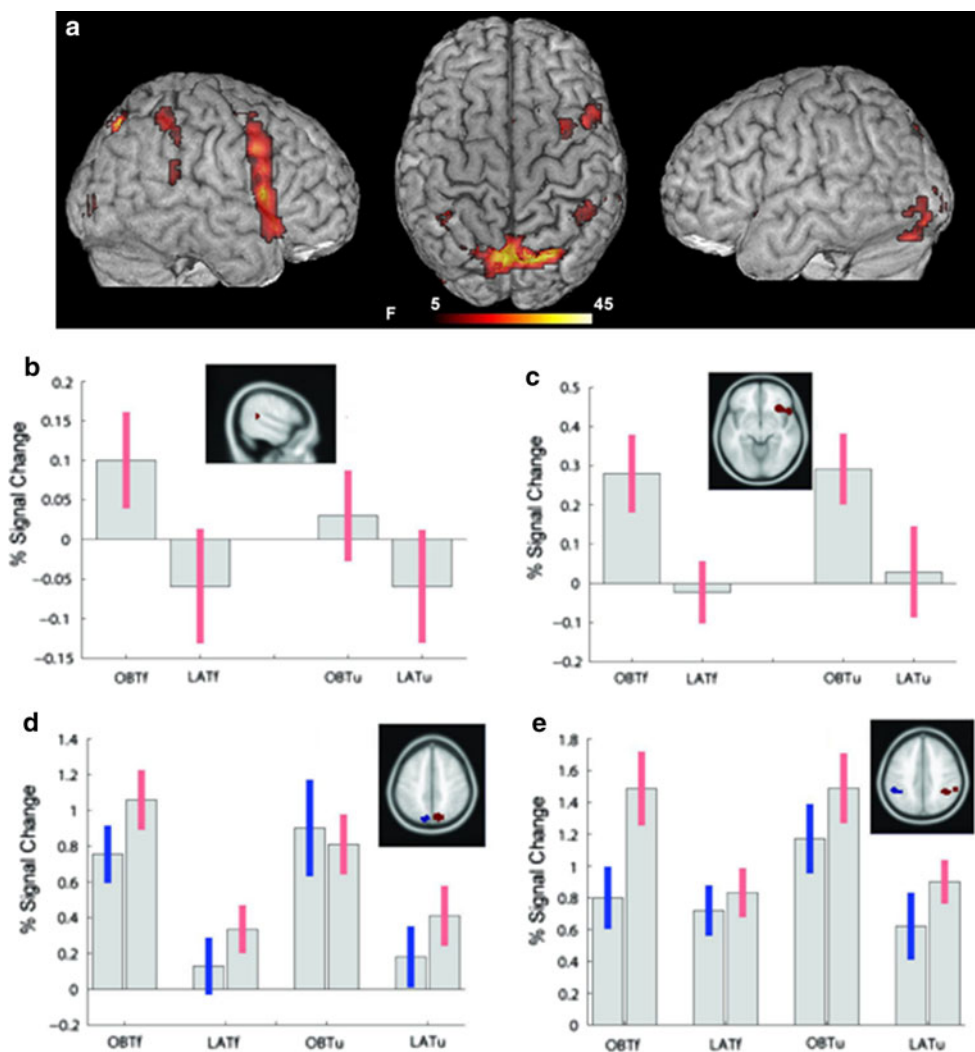 a
F 5 45
b
% Signal Change
0.2
0.15
0.1
0.05
0
−0.05
−0.1
−0.15
OBTf LATf OBTu LATu
c
% Signal Change
0.5
0.4
0.3
0.2
0.1
0
−0.1
−0.2
OBTf LATf OBTu LATu
d
% Signal Change
1.4
1.2
1
0.8
0.6
0.4
0.2
0
−0.2
OBTf LATf OBTu LATu
e
% Signal Change
1.8
1.6
1.4
1.2
1
0.8
0.6
0.4
0.2
0
OBTf LATf OBTu LATu